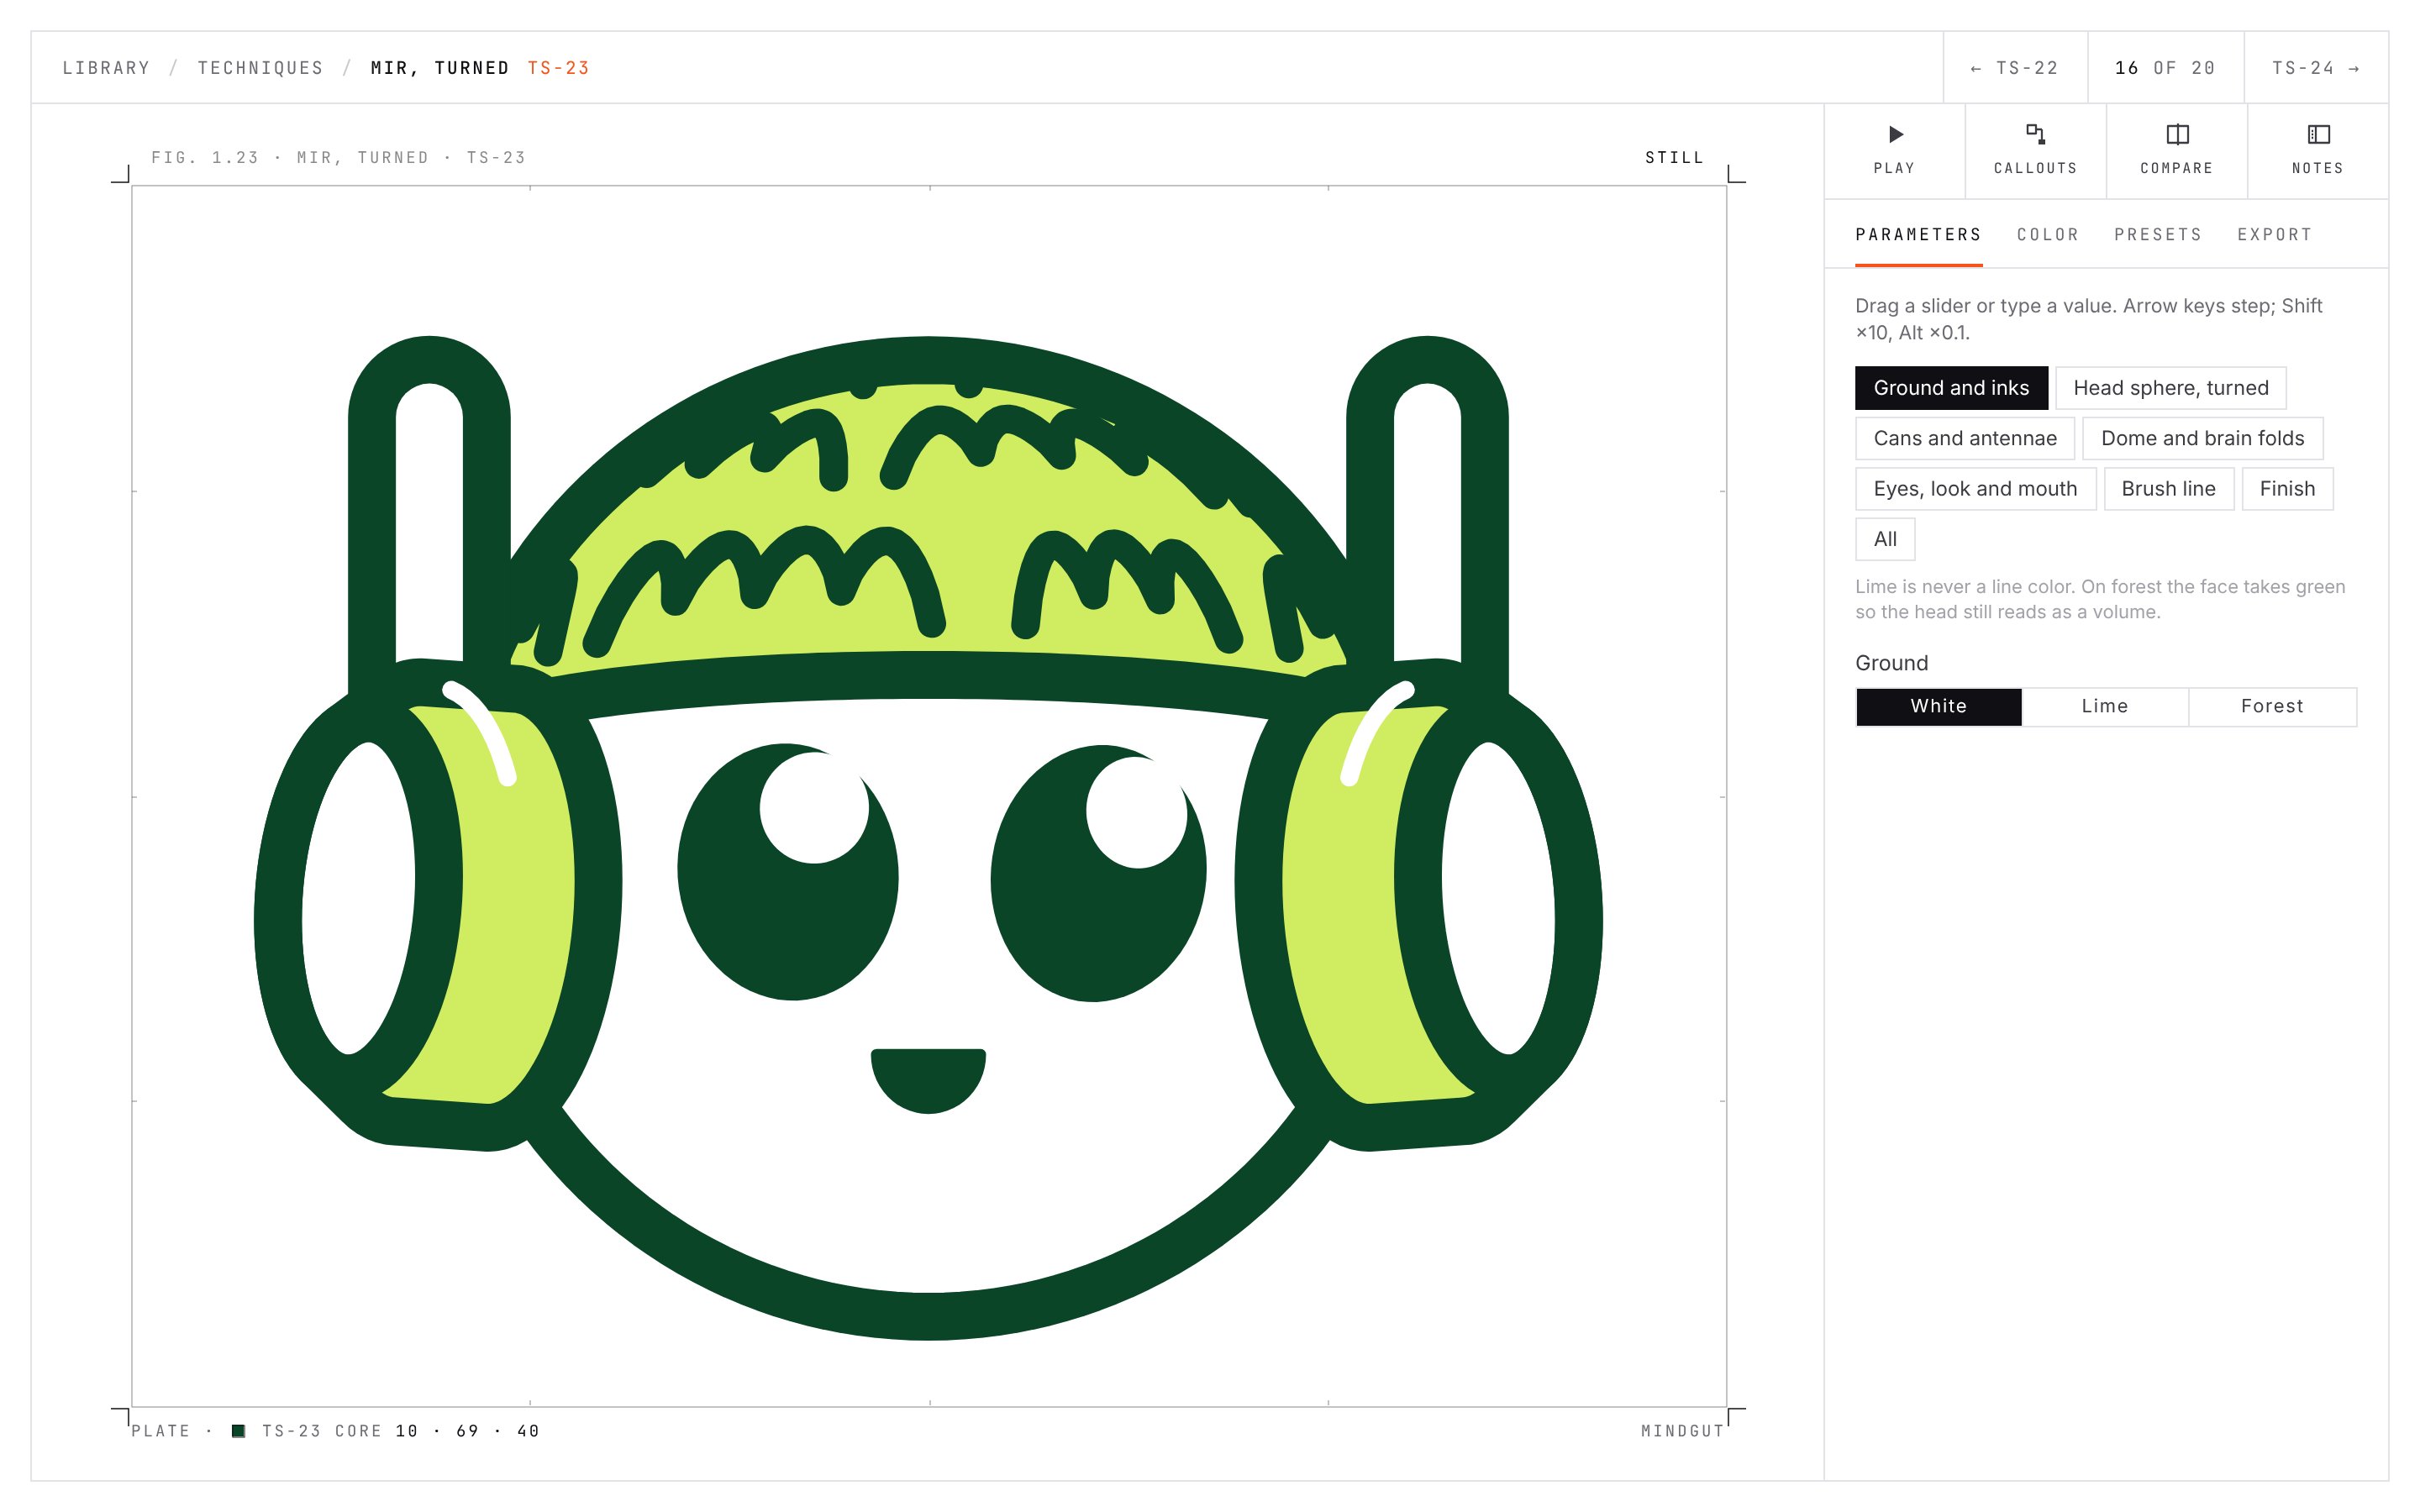 LIBRARY / TECHNIQUES / MIR, TURNED TS-23
← TS-22
16 OF 20
TS-24 →
FIG. 1.23 · MIR, TURNED · TS-23
STILL
PLAY
CALLOUTS
COMPARE
NOTES
PARAMETERS
COLOR
PRESETS
EXPORT
Drag a slider or type a value. Arrow keys step; Shift
×10, Alt ×0.1.
Ground and inks
Head sphere, turned
Cans and antennae
Dome and brain folds
Eyes, look and mouth
Brush line
Finish
All
Lime is never a line color. On forest the face takes green
so the head still reads as a volume.
Ground
White
Lime
Forest
PLATE · TS-23 CORE 10 · 69 · 40
MINDGUT